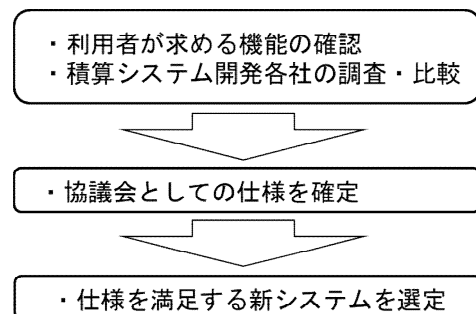 ・利用者が求める機能の確認
・積算システム開発各社の調査・比較
・協議会としての仕様を確定
・仕様を満足する新システムを選定